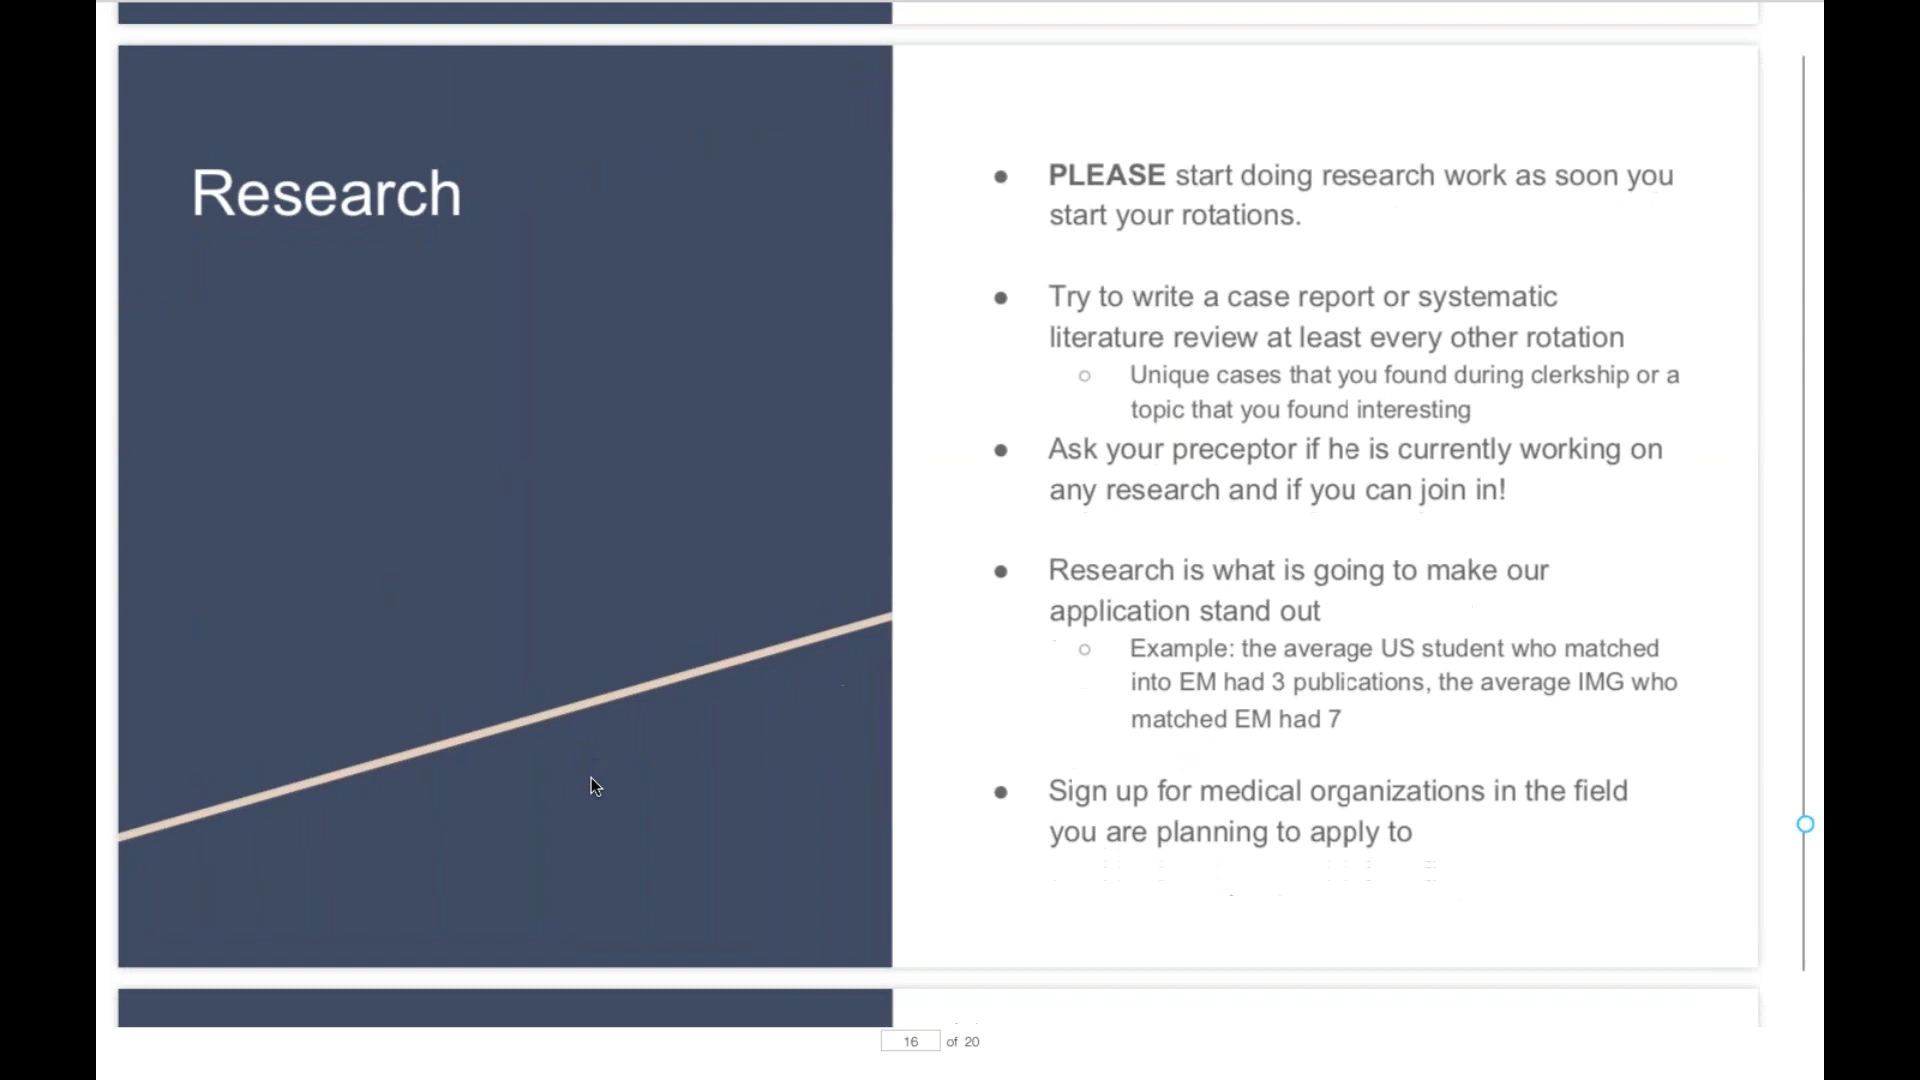 Research
● PLEASE start doing research work as soon you
start your rotations.
● Try to write a case report or systematic
literature review at least every other rotation
○ Unique cases that you found during clerkship or a
topic that you found interesting
● Ask your preceptor if he is currently working on
any research and if you can join in!
● Research is what is going to make our
application stand out
○ Example: the average US student who matched
into EM had 3 publications, the average IMG who
matched EM had 7
● Sign up for medical organizations in the field
you are planning to apply to
16 of 20